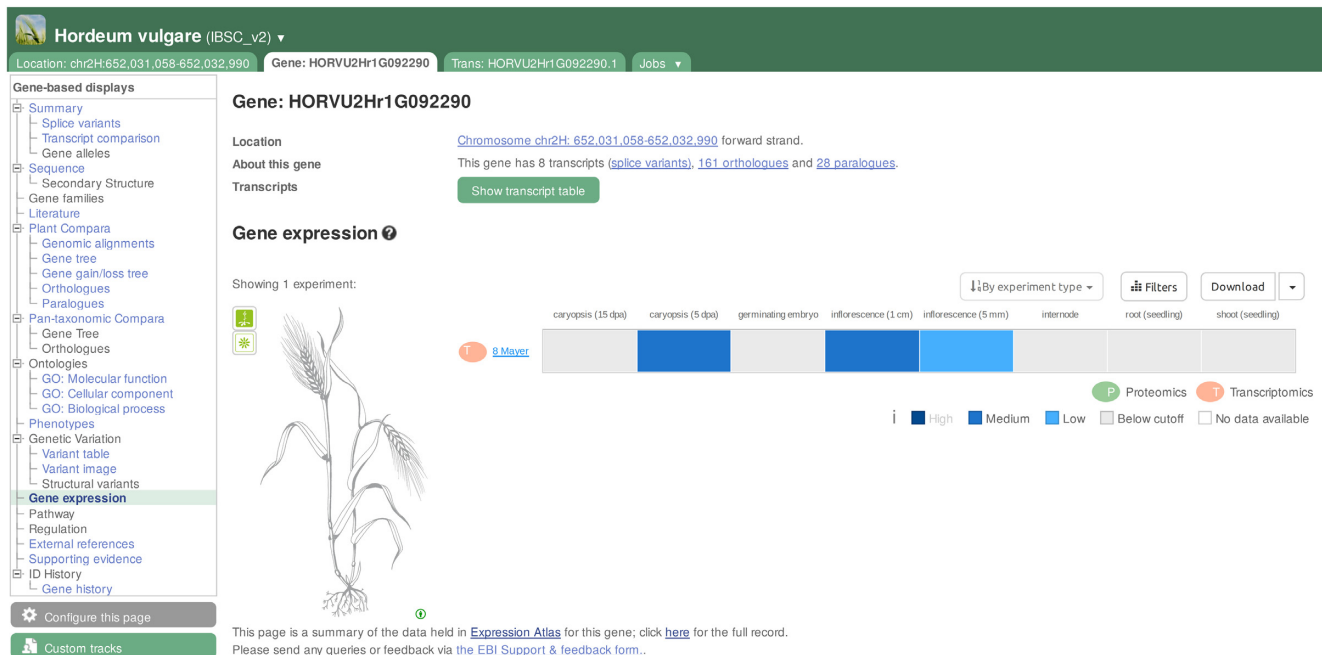 Hordeum vulgare (IBSC_v2) ▼
Location: chr2H:652,031,058-652,032,990
Gene: HORVU2Hr1G092290
Trans: HORVU2Hr1G092290.1
Jobs ▼
Gene-based displays
Summary
Splice variants
Transcript comparison
Gene alleles
Sequence
Secondary Structure
Gene families
Literature
Plant Compara
Genomic alignments
Gene tree
Gene gain/loss tree
Orthologues
Paralogues
Pan-taxonomic Compara
Gene Tree
Orthologues
Ontologies
GO: Molecular function
GO: Cellular component
GO: Biological process
Phenotypes
Genetic Variation
Variant table
Variant image
Structural variants
Gene expression
Pathway
Regulation
External references
Supporting evidence
ID History
Gene history
Configure this page
Custom tracks
Gene: HORVU2Hr1G092290
Location Chromosome chr2H: 652,031,058-652,032,990 forward strand.
About this gene This gene has 8 transcripts (splice variants), 161 orthologues and 28 paralogues.
Transcripts Show transcript table
Gene expression ?
Showing 1 experiment:
By experiment type
Filters
Download
caryopsis (15 dpa) caryopsis (5 dpa) germinating embryo inflorescence (1 cm) inflorescence (5 mm) internode root (seedling) shoot (seedling)
T 8 Mayer
P Proteomics T Transcriptomics
i High Medium Low Below cutoff No data available
This page is a summary of the data held in Expression Atlas for this gene; click here for the full record.
Please send any queries or feedback via the EBI Support & feedback form..